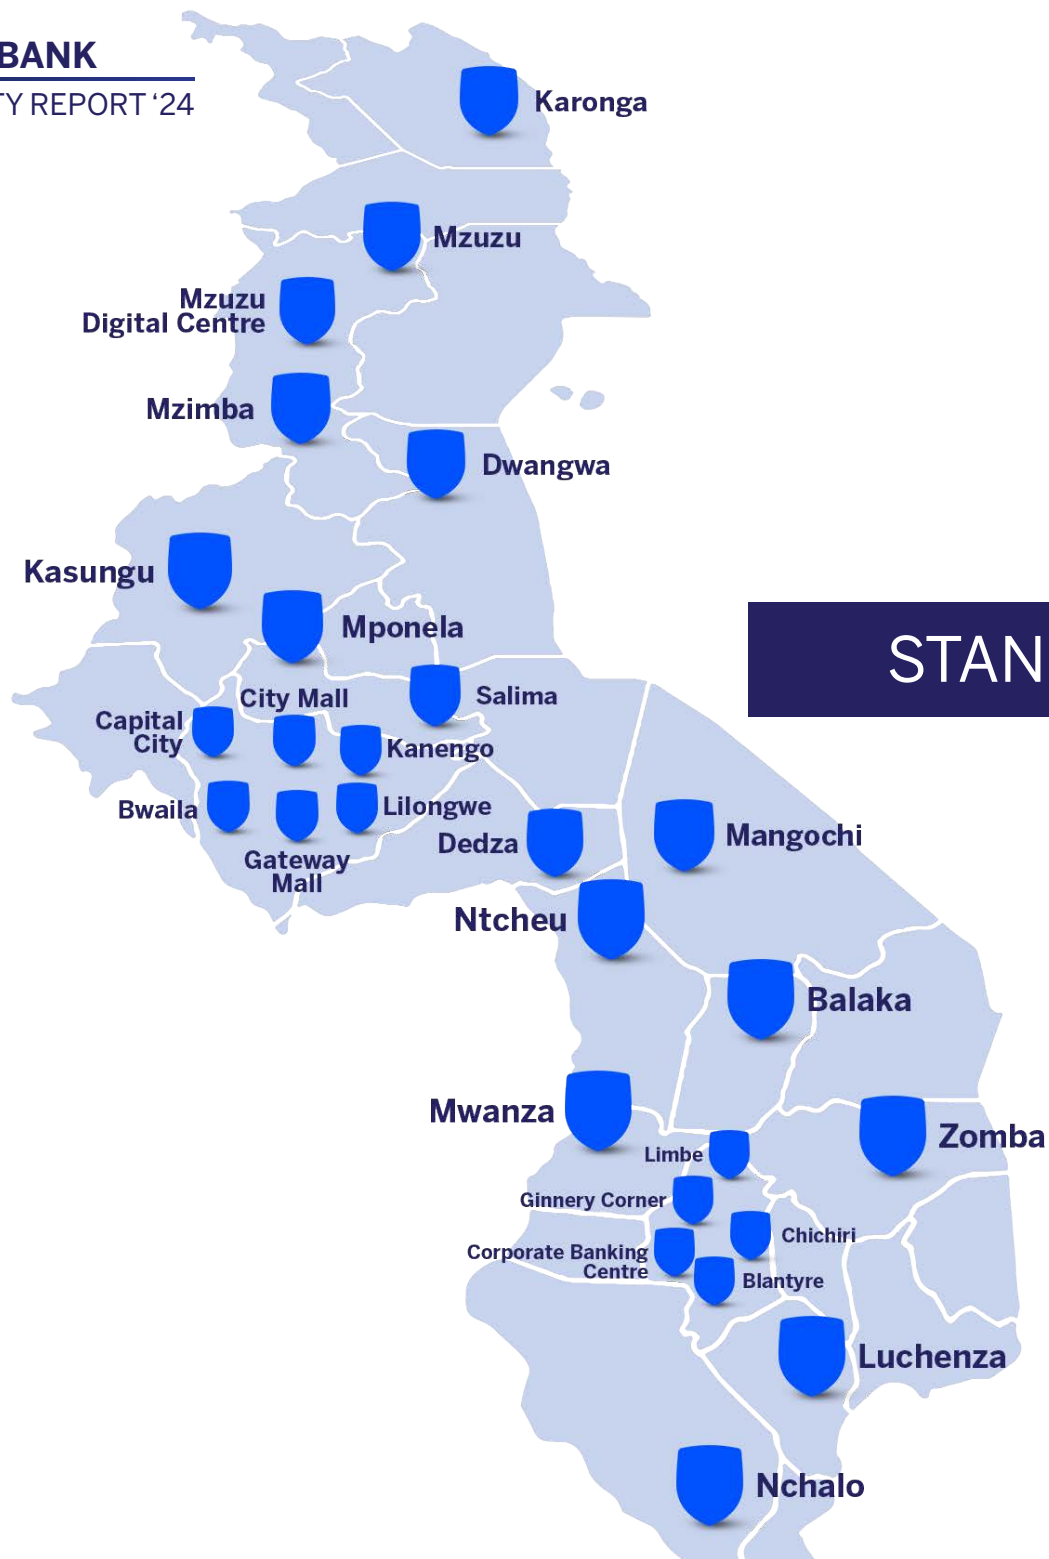 BANK
TY REPORT ‘24
Karonga
Mzuzu
Mzuzu
Digital Centre
Mzimba
Dwangwa
Kasungu
Mponela
STAN
City Mall
Salima
Capital
City
Kanengo
Bwaila
Lilongwe
Gateway
Mall
Dedza
Mangochi
Ntcheu
Balaka
Mwanza
Zomba
Limbe
Ginnery Corner
Chichiri
Corporate Banking
Centre
Blantyre
Luchenza
Nchalo